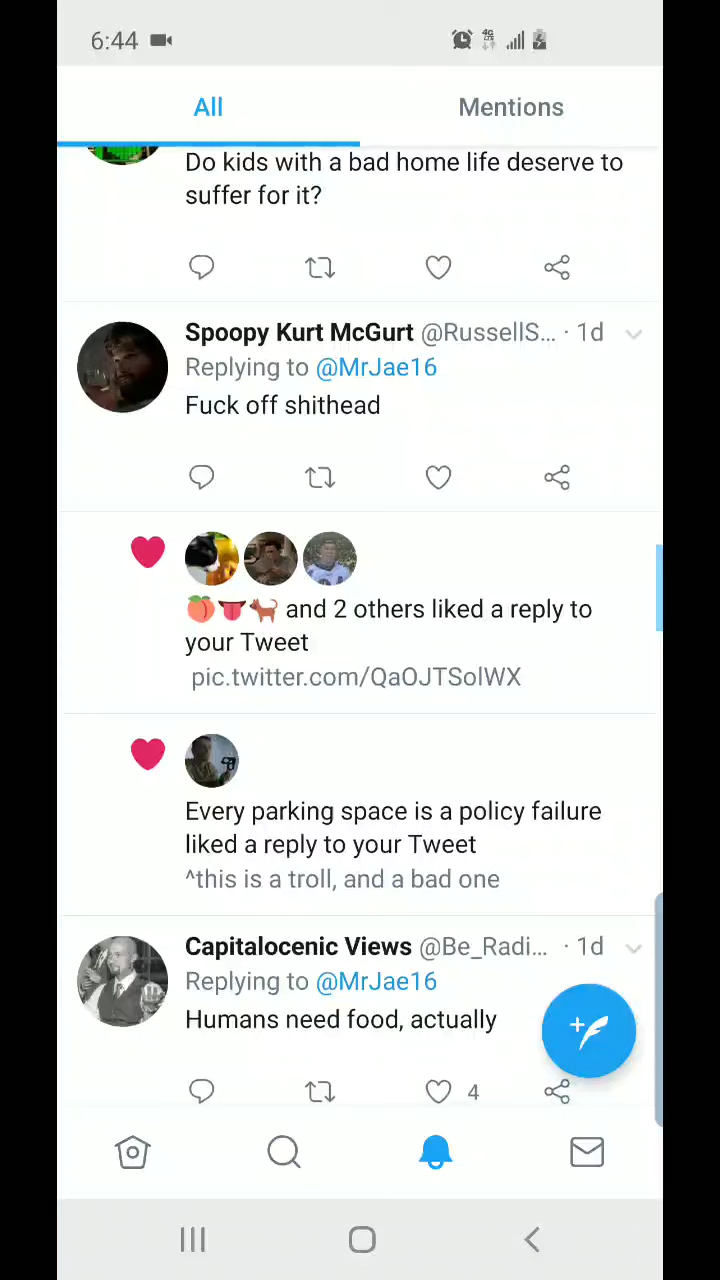 6:44
4G
LTE
All
Mentions
Do kids with a bad home life deserve to
suffer for it?
Spoopy Kurt McGurt @RussellS... · 1d
Replying to @MrJae16
Fuck off shithead
🍑👅🐕 and 2 others liked a reply to
your Tweet
pic.twitter.com/QaOJTSolWX
Every parking space is a policy failure
liked a reply to your Tweet
^this is a troll, and a bad one
Capitalocenic Views @Be_Radi... · 1d
Replying to @MrJae16
Humans need food, actually
4